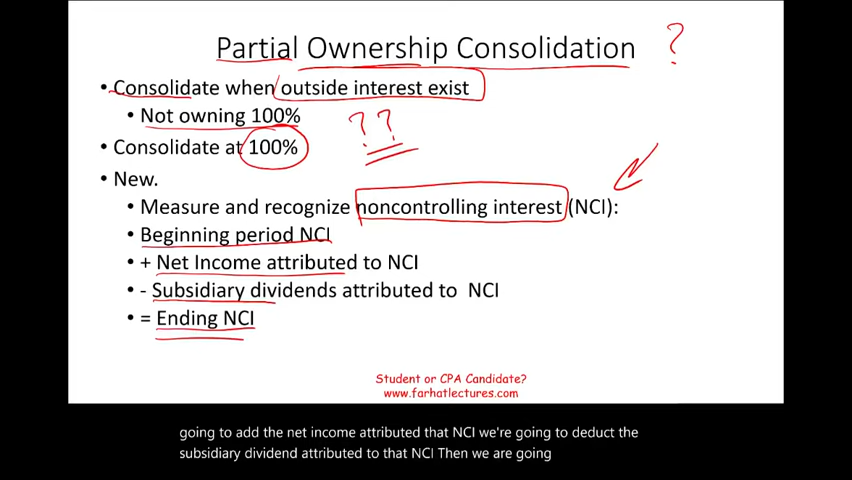 Partial Ownership Consolidation ?
• Consolidate when outside interest exist
• Not owning 100%
? ?
• Consolidate at 100%
• New.
• Measure and recognize noncontrolling interest (NCI):
• Beginning period NCI
• + Net Income attributed to NCI
• - Subsidiary dividends attributed to NCI
• = Ending NCI
Student or CPA Candidate?
www.farhatlectures.com
going to add the net income attributed that NCI we're going to deduct the
subsidiary dividend attributed to that NCI Then we are going